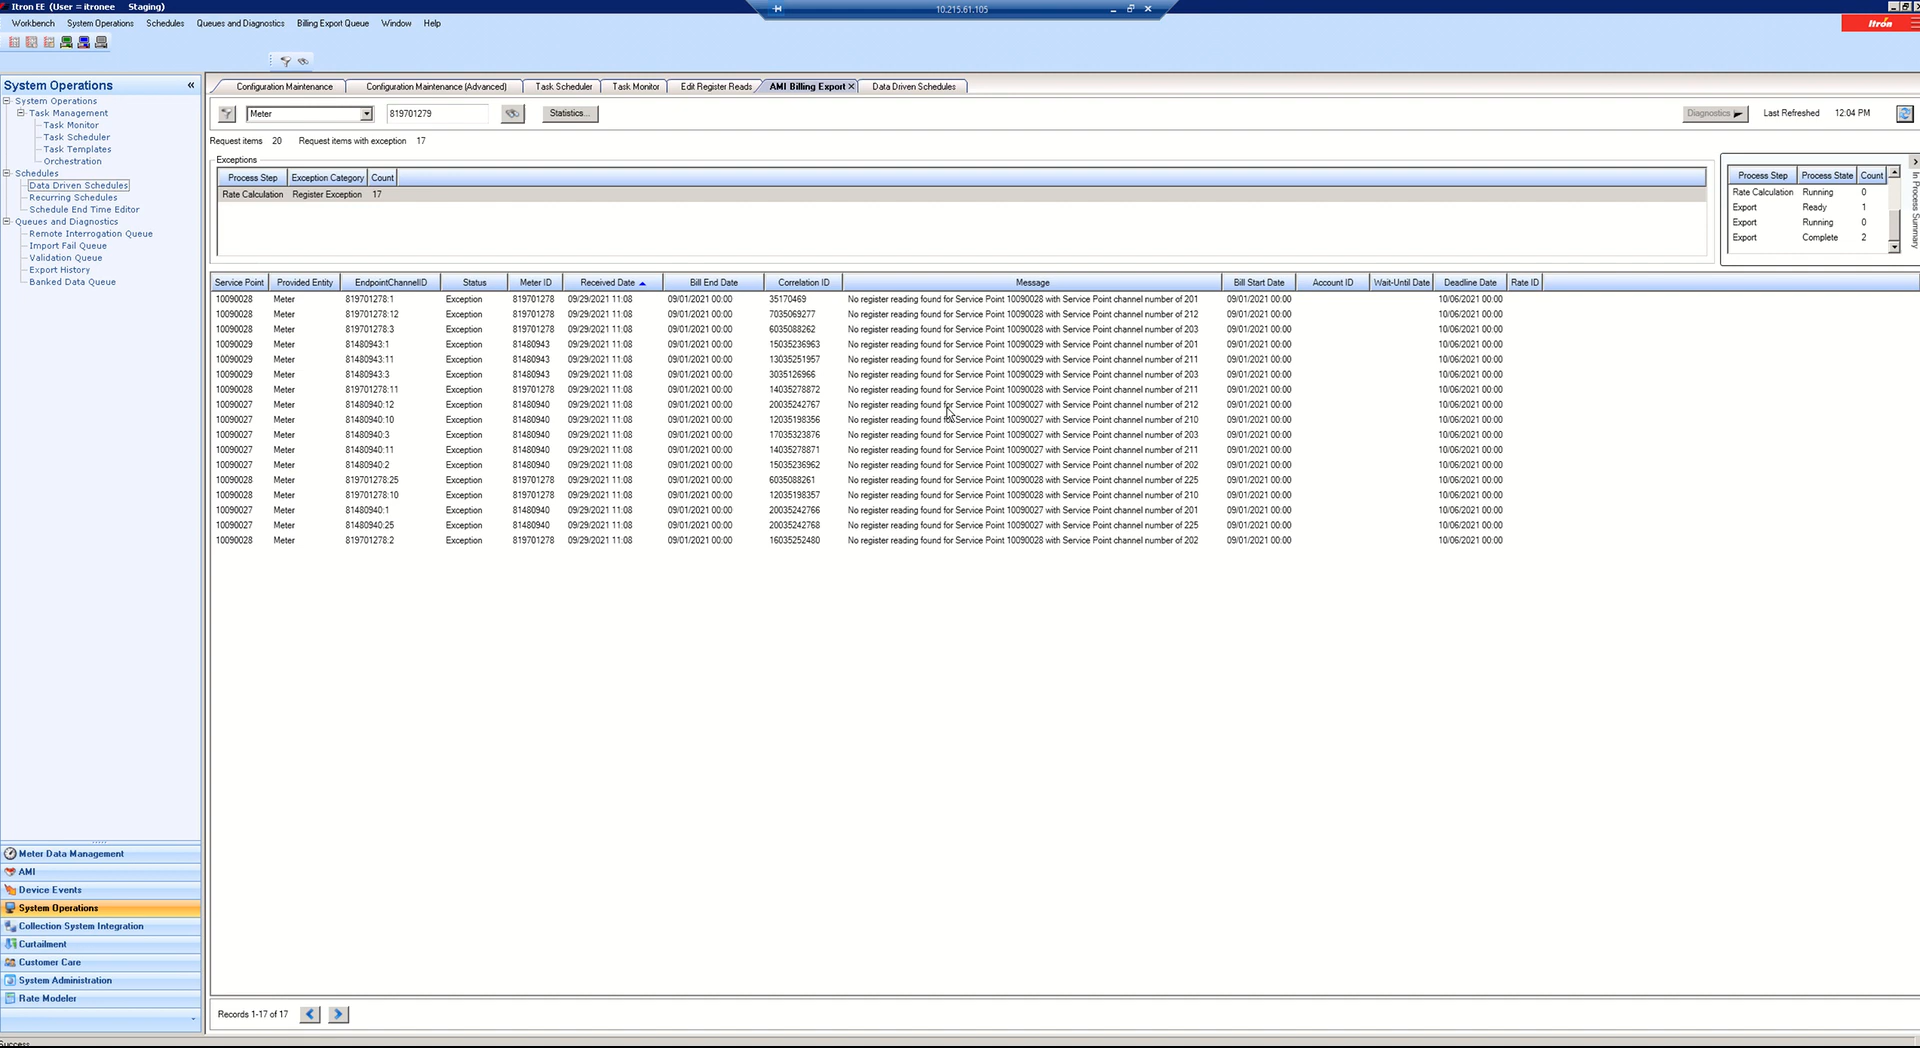 Itron EE (User = itronee Staging)
10.215.61.105
Workbench System Operations Schedules Queues and Diagnostics Billing Export Queue Window Help
Itrón
System Operations «
System Operations
Task Management
Task Monitor
Task Scheduler
Task Templates
Orchestration
Schedules
Data Driven Schedules
Recurring Schedules
Schedule End Time Editor
Queues and Diagnostics
Remote Interrogation Queue
Import Fail Queue
Validation Queue
Export History
Banked Data Queue
Meter Data Management
AMI
Device Events
System Operations
Collection System Integration
Curtailment
Customer Care
System Administration
Rate Modeler
Configuration Maintenance Configuration Maintenance (Advanced) Task Scheduler Task Monitor Edit Register Reads AMI Billing Export Data Driven Schedules
Meter 819701279 Statistics... Diagnostics Last Refreshed 12:04 PM
Request items 20 Request items with exception 17
Exceptions
Process Step Exception Category Count
Rate Calculation Register Exception 17
Process Step Process State Count
Rate Calculation Running 0
Export Ready 1
Export Running 0
Export Complete 2
In Process Summary
Service Point Provided Entity EndpointChannelID Status Meter ID Received Date Bill End Date Correlation ID Message Bill Start Date Account ID Wait-Until Date Deadline Date Rate ID
10090028 Meter 819701278:1 Exception 819701278 09/29/2021 11:08 09/01/2021 00:00 35170469 No register reading found for Service Point 10090028 with Service Point channel number of 201 09/01/2021 00:00 10/06/2021 00:00
10090028 Meter 819701278:12 Exception 819701278 09/29/2021 11:08 09/01/2021 00:00 7035069277 No register reading found for Service Point 10090028 with Service Point channel number of 212 09/01/2021 00:00 10/06/2021 00:00
10090028 Meter 819701278:3 Exception 819701278 09/29/2021 11:08 09/01/2021 00:00 6035088262 No register reading found for Service Point 10090028 with Service Point channel number of 203 09/01/2021 00:00 10/06/2021 00:00
10090029 Meter 81480943:1 Exception 81480943 09/29/2021 11:08 09/01/2021 00:00 15035236963 No register reading found for Service Point 10090029 with Service Point channel number of 201 09/01/2021 00:00 10/06/2021 00:00
10090029 Meter 81480943:11 Exception 81480943 09/29/2021 11:08 09/01/2021 00:00 13035251957 No register reading found for Service Point 10090029 with Service Point channel number of 211 09/01/2021 00:00 10/06/2021 00:00
10090029 Meter 81480943:3 Exception 81480943 09/29/2021 11:08 09/01/2021 00:00 3035126966 No register reading found for Service Point 10090029 with Service Point channel number of 203 09/01/2021 00:00 10/06/2021 00:00
10090028 Meter 819701278:11 Exception 819701278 09/29/2021 11:08 09/01/2021 00:00 14035278872 No register reading found for Service Point 10090028 with Service Point channel number of 211 09/01/2021 00:00 10/06/2021 00:00
10090027 Meter 81480940:12 Exception 81480940 09/29/2021 11:08 09/01/2021 00:00 20035242767 No register reading found for Service Point 10090027 with Service Point channel number of 212 09/01/2021 00:00 10/06/2021 00:00
10090027 Meter 81480940:10 Exception 81480940 09/29/2021 11:08 09/01/2021 00:00 12035198356 No register reading found for Service Point 10090027 with Service Point channel number of 210 09/01/2021 00:00 10/06/2021 00:00
10090027 Meter 81480940:3 Exception 81480940 09/29/2021 11:08 09/01/2021 00:00 17035323876 No register reading found for Service Point 10090027 with Service Point channel number of 203 09/01/2021 00:00 10/06/2021 00:00
10090027 Meter 81480940:11 Exception 81480940 09/29/2021 11:08 09/01/2021 00:00 14035278871 No register reading found for Service Point 10090027 with Service Point channel number of 211 09/01/2021 00:00 10/06/2021 00:00
10090027 Meter 81480940:2 Exception 81480940 09/29/2021 11:08 09/01/2021 00:00 15035236962 No register reading found for Service Point 10090027 with Service Point channel number of 202 09/01/2021 00:00 10/06/2021 00:00
10090028 Meter 819701278:25 Exception 819701278 09/29/2021 11:08 09/01/2021 00:00 6035088261 No register reading found for Service Point 10090028 with Service Point channel number of 225 09/01/2021 00:00 10/06/2021 00:00
10090028 Meter 819701278:10 Exception 819701278 09/29/2021 11:08 09/01/2021 00:00 12035198357 No register reading found for Service Point 10090028 with Service Point channel number of 210 09/01/2021 00:00 10/06/2021 00:00
10090027 Meter 81480940:1 Exception 81480940 09/29/2021 11:08 09/01/2021 00:00 20035242766 No register reading found for Service Point 10090027 with Service Point channel number of 201 09/01/2021 00:00 10/06/2021 00:00
10090027 Meter 81480940:25 Exception 81480940 09/29/2021 11:08 09/01/2021 00:00 20035242768 No register reading found for Service Point 10090027 with Service Point channel number of 225 09/01/2021 00:00 10/06/2021 00:00
10090028 Meter 819701278:2 Exception 819701278 09/29/2021 11:08 09/01/2021 00:00 16035252480 No register reading found for Service Point 10090028 with Service Point channel number of 202 09/01/2021 00:00 10/06/2021 00:00
Records 1-17 of 17
Success